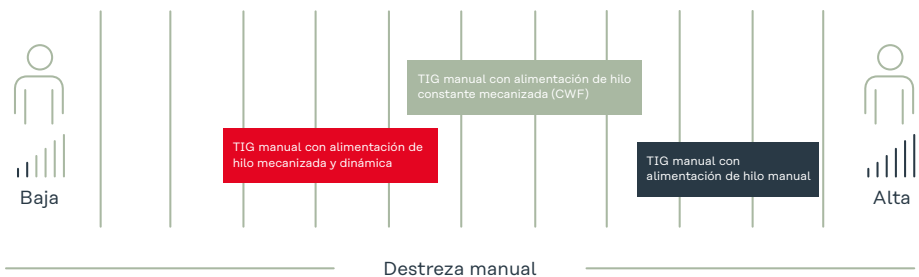 TIG manual con alimentación de hilo
constante mecanizada (CWF)
TIG manual con alimentación de
hilo mecanizada y dinámica
TIG manual con
alimentación de hilo manual
Baja
Alta
Destreza manual